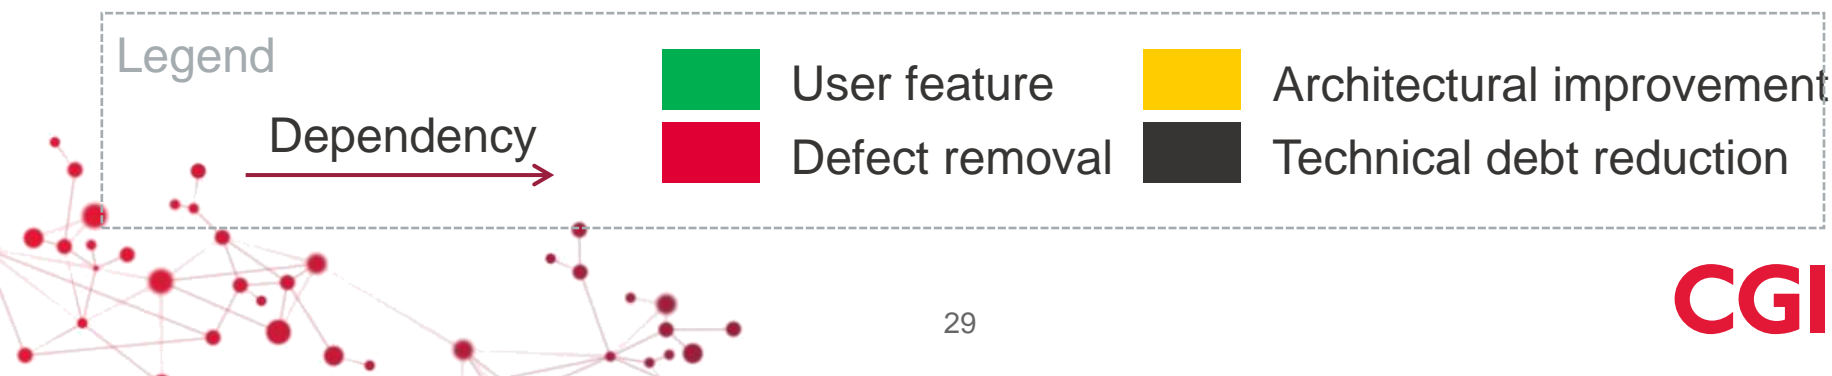 Legend
Dependency
User feature
Architectural improvement
Defect removal
Technical debt reduction
29
CGI